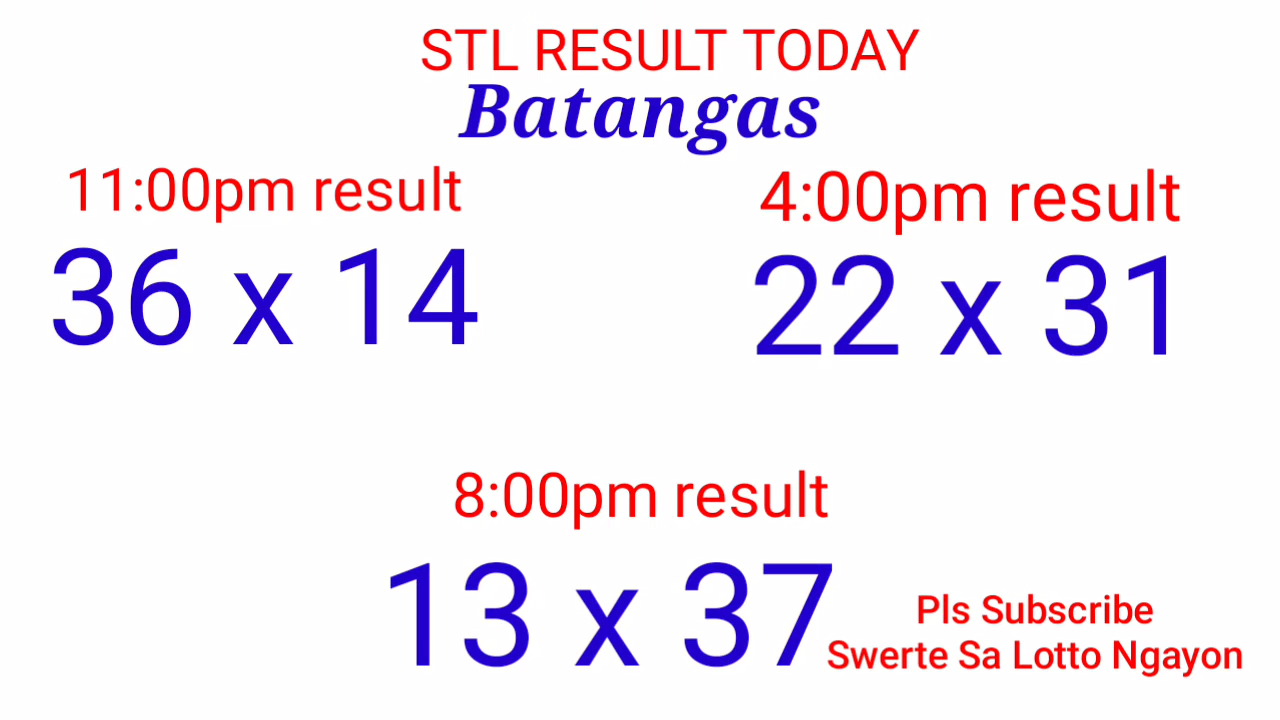 STL RESULT TODAY
Batangas
11:00pm result
36 x 14
4:00pm result
22 x 31
8:00pm result
13 x 37
Pls Subscribe
Swerte Sa Lotto Ngayon